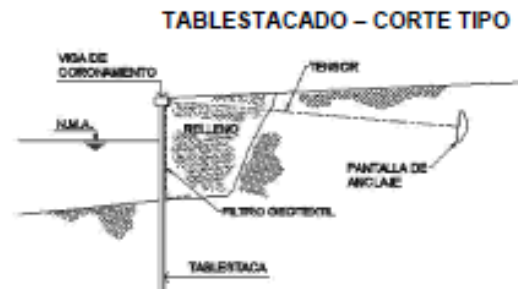 TABLESTACADO – CORTE TIPO
VIGA DE
CORONAMIENTO
TENSOR
N.M.A.
RELLENO
PANTALLA DE
ANCLAJE
FILTRO GEOTEXTIL
TABLESTACA